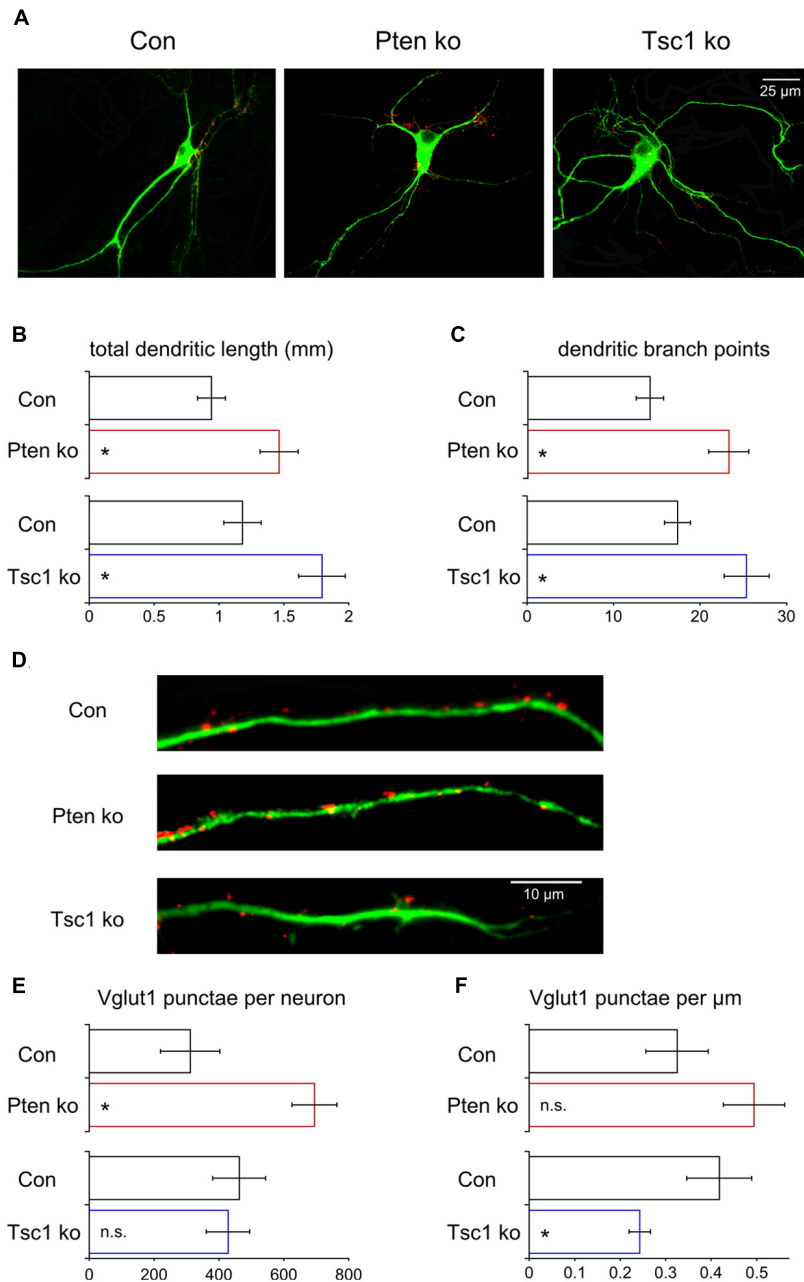 A
Con Pten ko Tsc1 ko
25 µm
B
total dendritic length (mm)
Con
Pten ko *
Con
Tsc1 ko *
0 0.5 1 1.5 2
C
dendritic branch points
Con
Pten ko *
Con
Tsc1 ko *
0 10 20 30
D
Con
Pten ko
Tsc1 ko
10 µm
E
Vglut1 punctae per neuron
Con
Pten ko *
Con
Tsc1 ko n.s.
0 200 400 600 800
F
Vglut1 punctae per µm
Con
Pten ko n.s.
Con
Tsc1 ko *
0 0.1 0.2 0.3 0.4 0.5